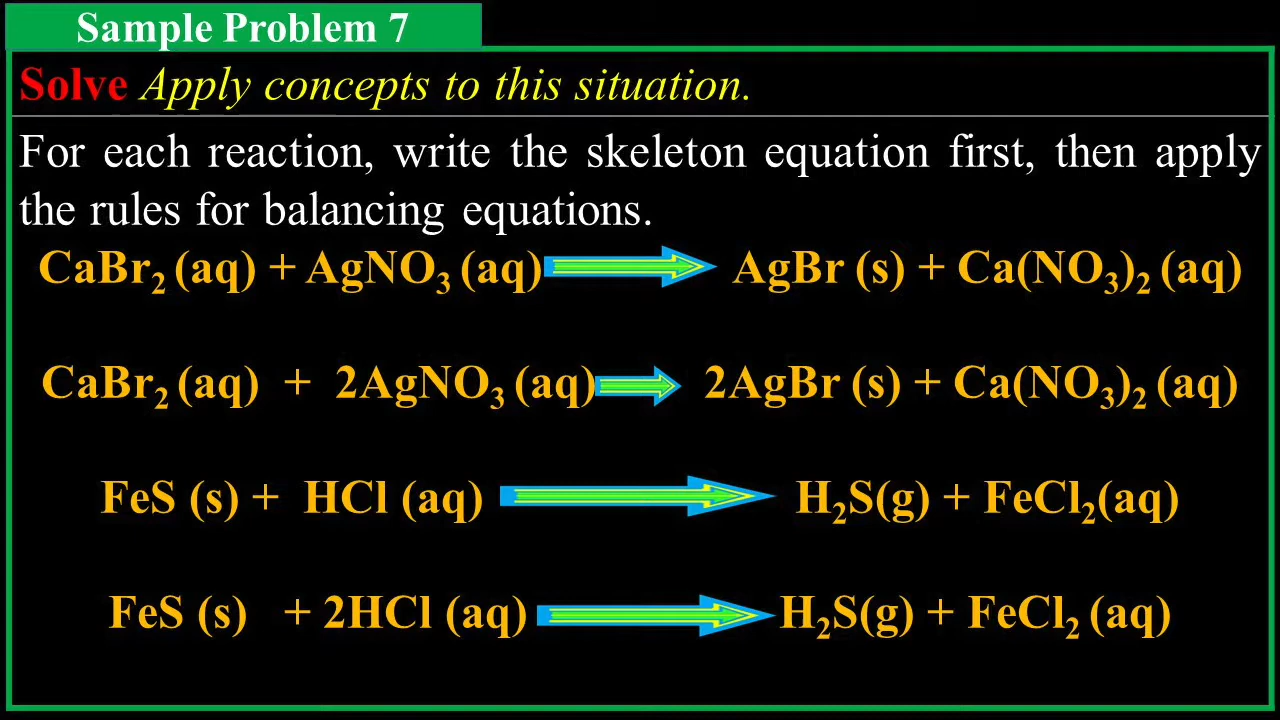 Sample Problem 7
Solve Apply concepts to this situation.
For each reaction, write the skeleton equation first, then apply
the rules for balancing equations.
CaBr₂ (aq) + AgNO₃ (aq) AgBr (s) + Ca(NO₃)₂ (aq)
CaBr₂ (aq) + 2AgNO₃ (aq) 2AgBr (s) + Ca(NO₃)₂ (aq)
FeS (s) + HCl (aq) H₂S(g) + FeCl₂(aq)
FeS (s) + 2HCl (aq) H₂S(g) + FeCl₂ (aq)